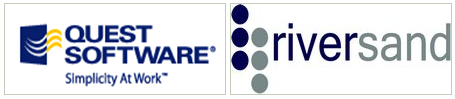 QUEST
SOFTWARE®
Simplicity At Work™
riversand